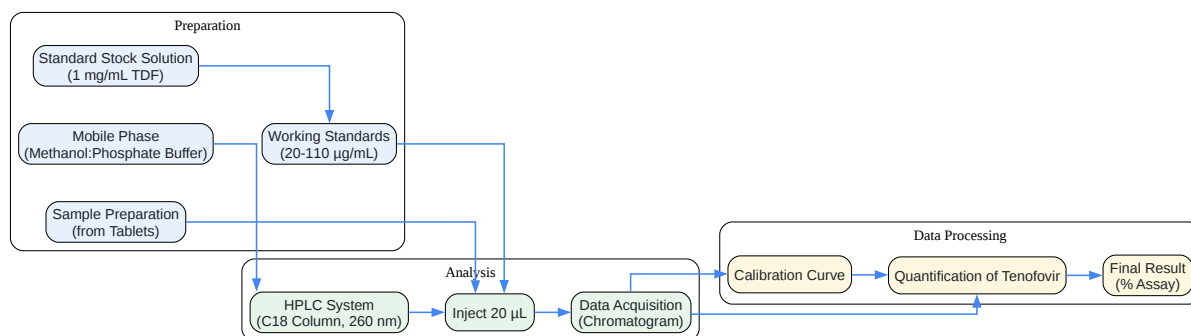 Preparation
Standard Stock Solution
(1 mg/mL TDF)
Mobile Phase
(Methanol:Phosphate Buffer)
Working Standards
(20-110 µg/mL)
Sample Preparation
(from Tablets)
Analysis
HPLC System
(C18 Column, 260 nm)
Inject 20 µL
Data Acquisition
(Chromatogram)
Data Processing
Calibration Curve
Quantification of Tenofovir
Final Result
(% Assay)